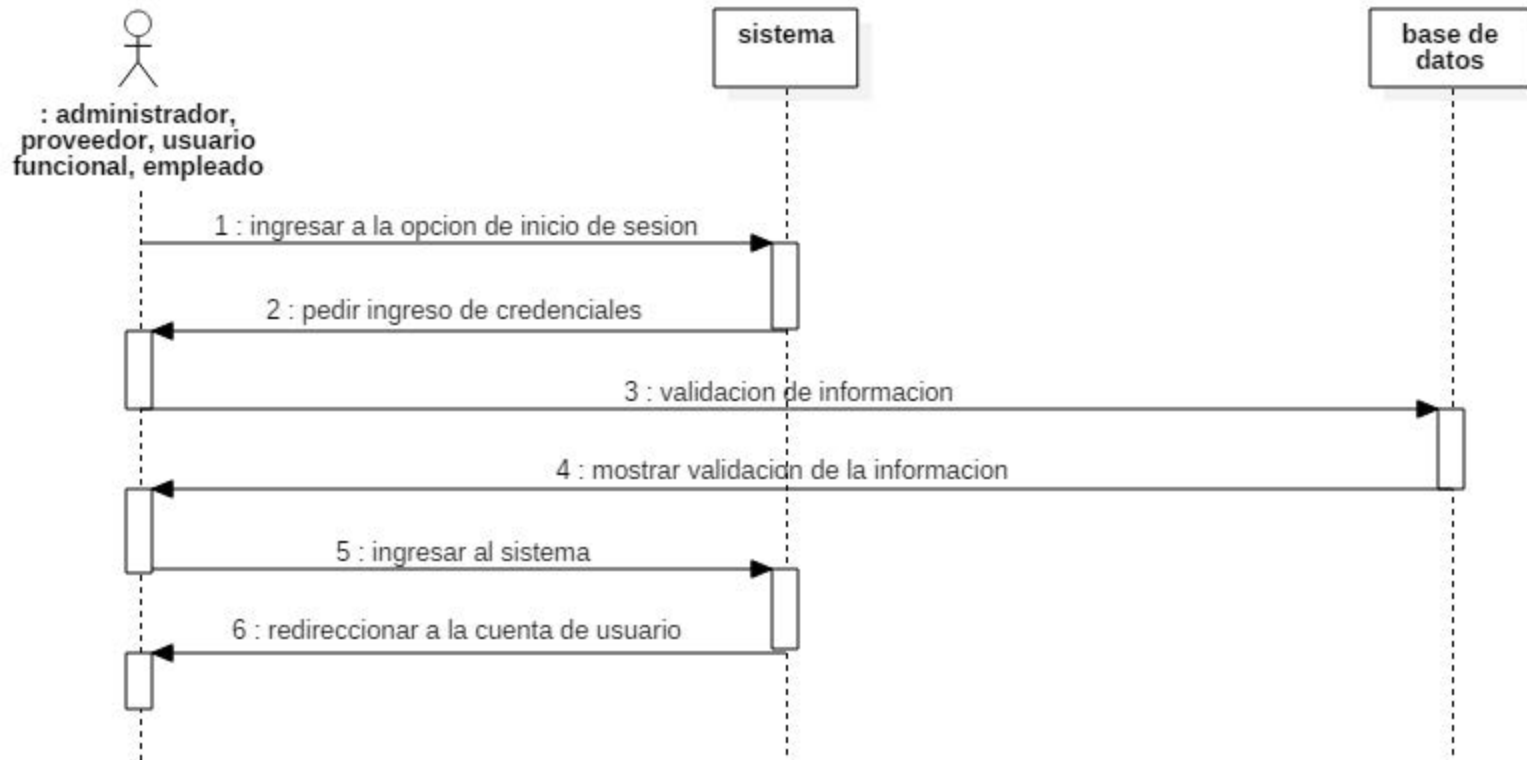 sistema
base de
datos
: administrador,
proveedor, usuario
funcional, empleado
1 : ingresar a la opcion de inicio de sesion
2 : pedir ingreso de credenciales
3 : validacion de informacion
4 : mostrar validacion de la informacion
5 : ingresar al sistema
6 : redireccionar a la cuenta de usuario